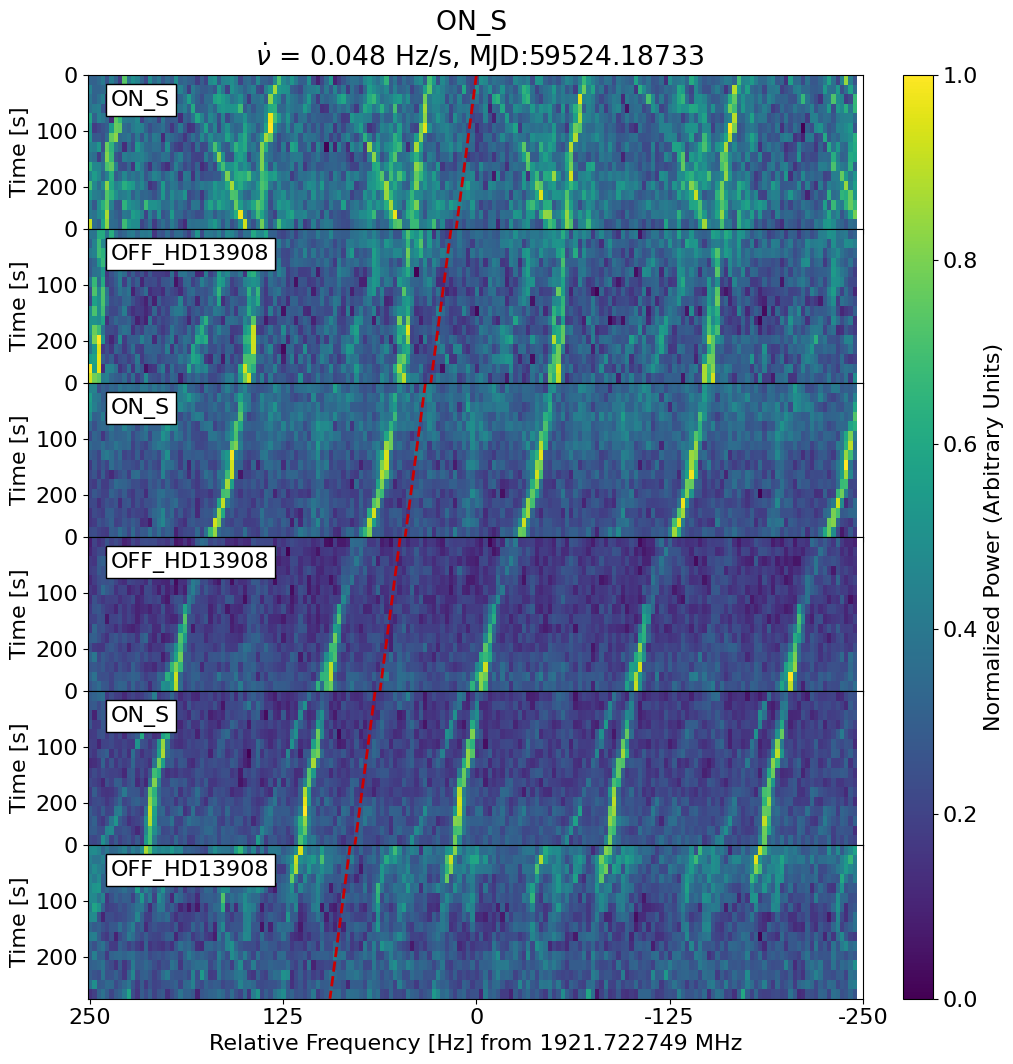 ON_S
ν̇ = 0.048 Hz/s, MJD:59524.18733
0
100
200
Time [s]
ON_S
0
100
200
Time [s]
OFF_HD13908
0
100
200
Time [s]
ON_S
0
100
200
Time [s]
OFF_HD13908
0
100
200
Time [s]
ON_S
0
100
200
Time [s]
OFF_HD13908
250 125 0 -125 -250
Relative Frequency [Hz] from 1921.722749 MHz
1.0
0.8
0.6
0.4
0.2
0.0
Normalized Power (Arbitrary Units)